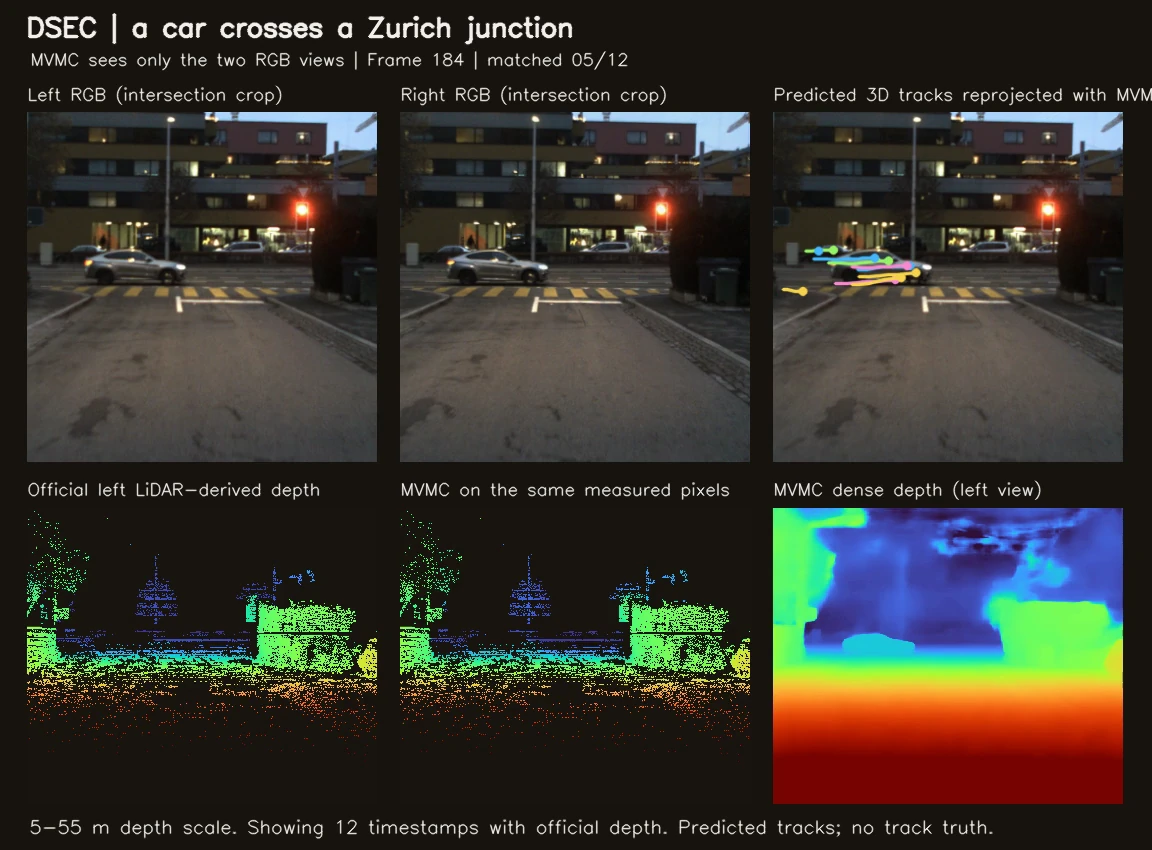 DSEC | a car crosses a Zurich junction
MVMC sees only the two RGB views | Frame 184 | matched 05/12
Left RGB (intersection crop)
Right RGB (intersection crop)
Predicted 3D tracks reprojected with MVM
Official left LiDAR-derived depth
MVMC on the same measured pixels
MVMC dense depth (left view)
5-55 m depth scale. Showing 12 timestamps with official depth. Predicted tracks; no track truth.